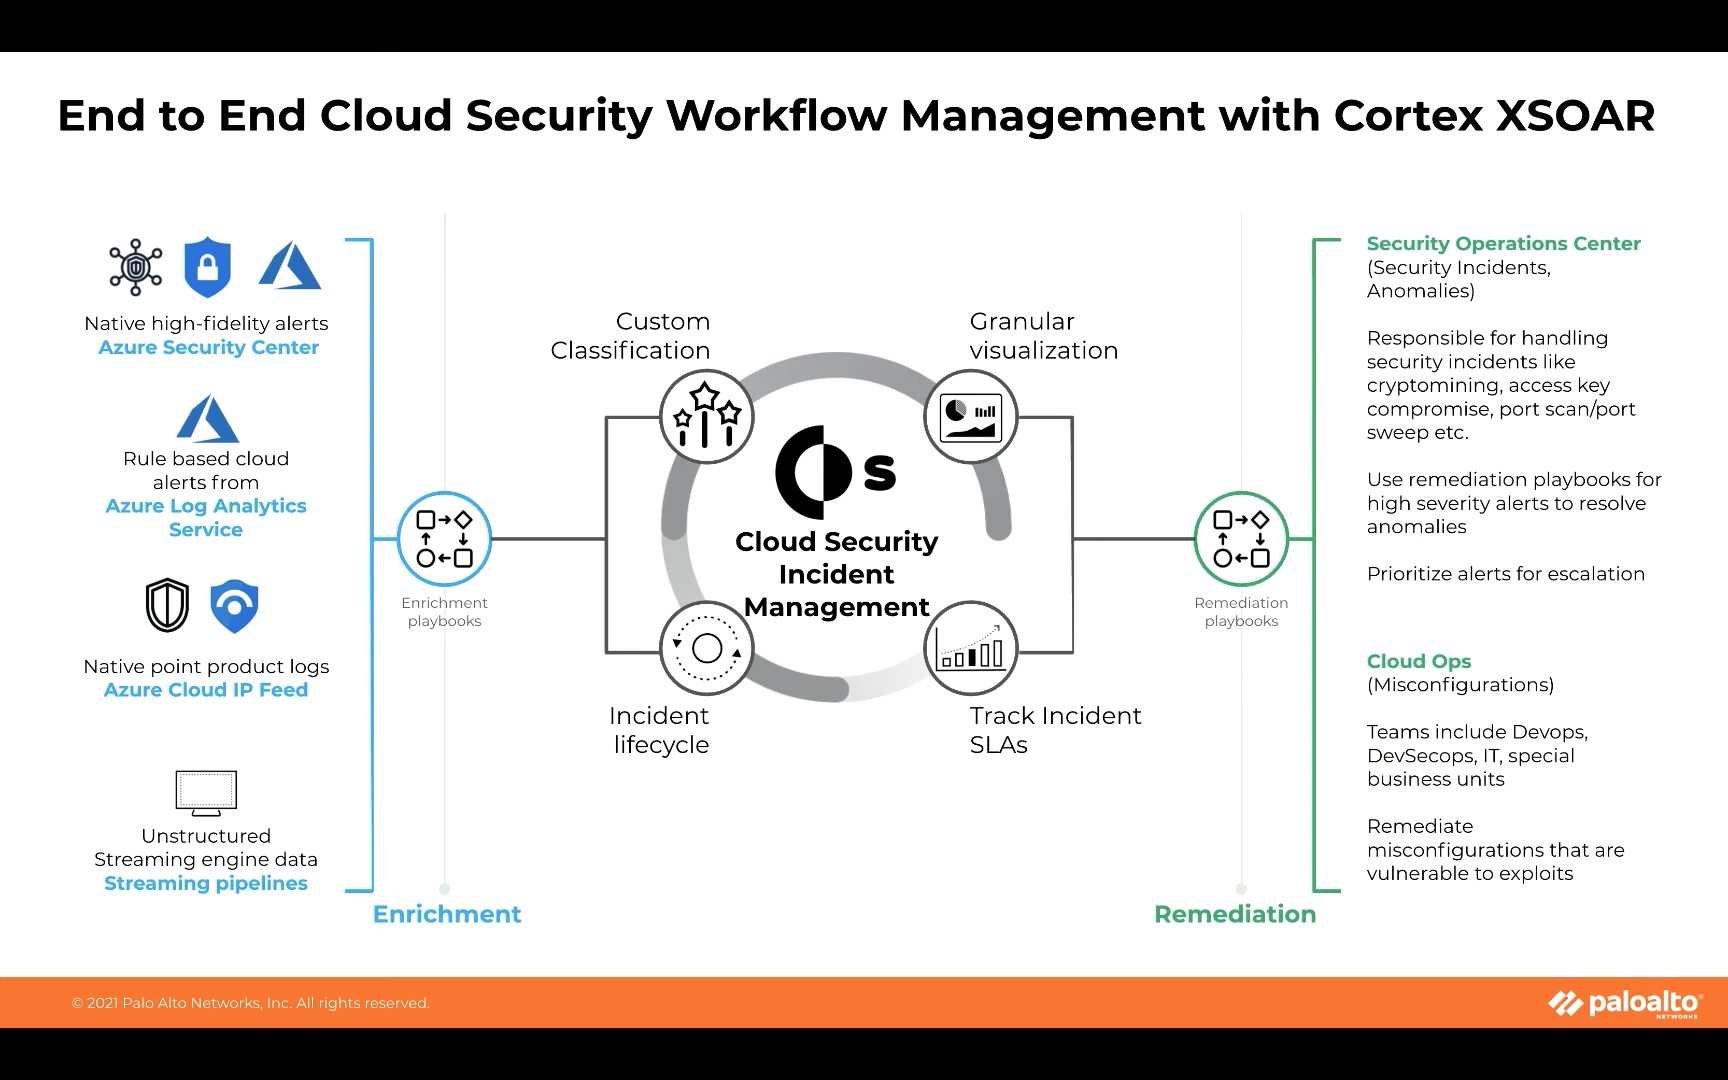 End to End Cloud Security Workflow Management with Cortex XSOAR
Native high-fidelity alerts
Azure Security Center
Rule based cloud
alerts from
Azure Log Analytics
Service
Native point product logs
Azure Cloud IP Feed
Unstructured
Streaming engine data
Streaming pipelines
Enrichment
playbooks
Enrichment
Custom
Classification
Granular
visualization
s
Cloud Security
Incident
Management
Incident
lifecycle
Track Incident
SLAs
Remediation
playbooks
Remediation
Security Operations Center
(Security Incidents,
Anomalies)
Responsible for handling
security incidents like
cryptomining, access key
compromise, port scan/port
sweep etc.
Use remediation playbooks for
high severity alerts to resolve
anomalies
Prioritize alerts for escalation
Cloud Ops
(Misconfigurations)
Teams include Devops,
DevSecops, IT, special
business units
Remediate
misconfigurations that are
vulnerable to exploits
© 2021 Palo Alto Networks, Inc. All rights reserved.
paloalto
NETWORKS